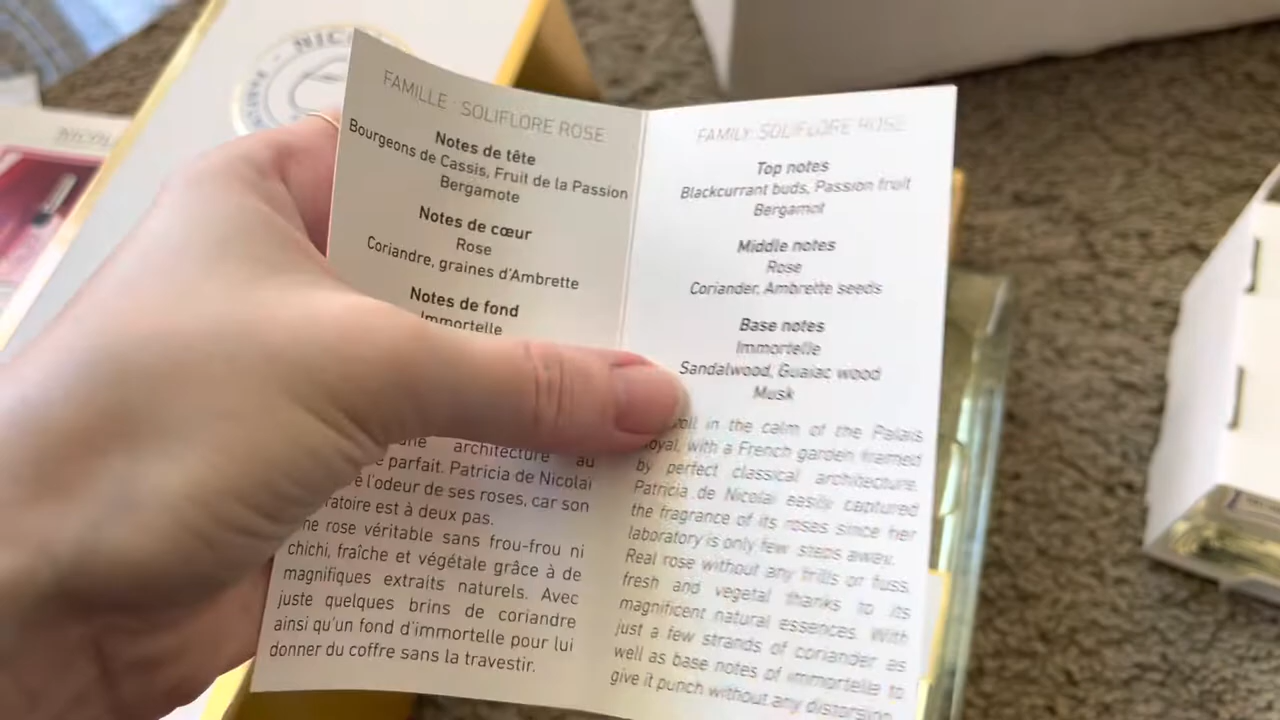 NIC
FAMILLE · SOLIFLORE ROSE
Notes de tête
Bourgeons de Cassis, Fruit de la Passion
Bergamote
Notes de cœur
Rose
Coriandre, graines d'Ambrette
Notes de fond
Immortelle
architecture au
parfait. Patricia de Nicolaï
l'odeur de ses roses, car son
est à deux pas.
rose véritable sans frou-frou ni
chichi, fraîche et végétale grâce à de
magnifiques extraits naturels. Avec
juste quelques brins de coriandre
ainsi qu'un fond d'immortelle pour lui
donner du coffre sans la travestir.
FAMILY: SOLIFLORE ROSE
Top notes
Blackcurrant buds, Passion fruit
Bergamot
Middle notes
Rose
Coriander, Ambrette seeds
Base notes
Immortelle
Sandalwood, Guaiac wood
Musk
in the calm of the Palais
with a French garden framed
by perfect classical architecture.
Patricia de Nicolaï easily captured
the fragrance of its roses since her
laboratory is only few steps away.
Real rose without any frills or fuss,
fresh and vegetal thanks to its
magnificent natural essences. With
just a few strands of coriander as
well as base notes of immortelle to
give it punch without any distorsion.